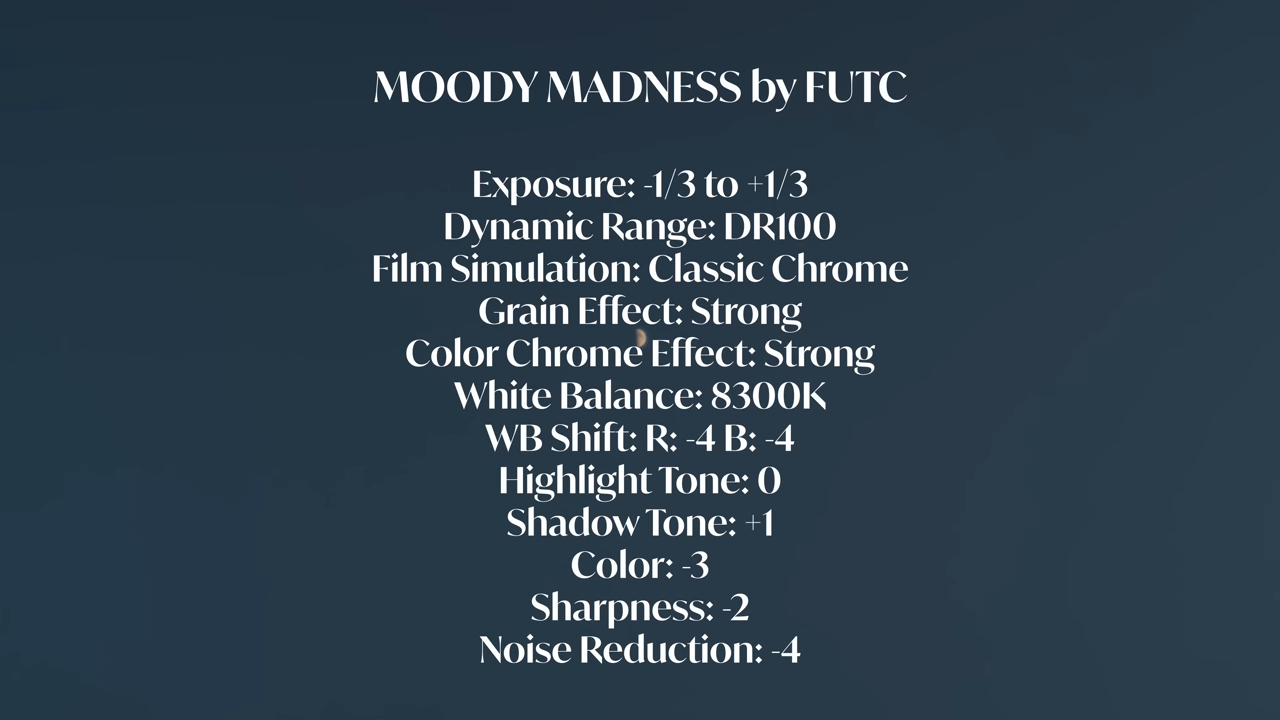 MOODY MADNESS by FUTC
Exposure: -1/3 to +1/3
Dynamic Range: DR100
Film Simulation: Classic Chrome
Grain Effect: Strong
Color Chrome Effect: Strong
White Balance: 8300K
WB Shift: R: -4 B: -4
Highlight Tone: 0
Shadow Tone: +1
Color: -3
Sharpness: -2
Noise Reduction: -4